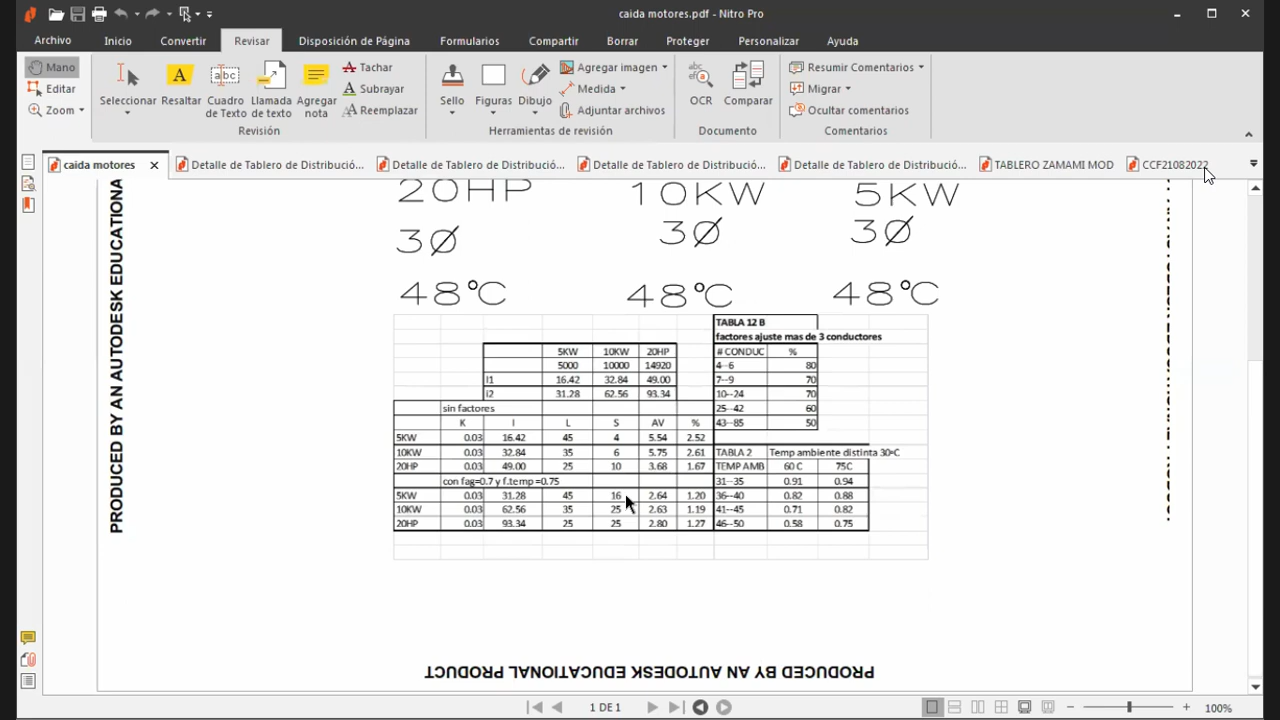 caida motores.pdf - Nitro Pro
Archivo Inicio Convertir Revisar Disposición de Página Formularios Compartir Borrar Proteger Personalizar Ayuda
Mano
Editar
Zoom
Seleccionar
Resaltar
Cuadro de Texto
Llamada de texto
Agregar nota
Tachar
Subrayar
Reemplazar
Revisión
Sello
Figuras
Dibujo
Agregar imagen
Medida
Adjuntar archivos
Herramientas de revisión
OCR
Comparar
Documento
Resumir Comentarios
Migrar
Ocultar comentarios
Comentarios
caida motores Detalle de Tablero de Distribució... Detalle de Tablero de Distribució... Detalle de Tablero de Distribució... Detalle de Tablero de Distribució... TABLERO ZAMAMI MOD CCF21082022
PRODUCED BY AN AUTODESK EDUCATIONA
20HP 10KW 5KW
3Ø 3Ø 3Ø
48°C 48°C 48°C
TABLA 12 B
factores ajuste mas de 3 conductores
5KW 10KW 20HP # CONDUC %
5000 10000 14920 4--6 80
I1 16.42 32.84 49.00 7--9 70
I2 31.28 62.56 93.34 10--24 70
sin factores 25--42 60
K I L S AV % 43--85 50
5KW 0.03 16.42 45 4 5.54 2.52
10KW 0.03 32.84 35 6 5.75 2.61 TABLA 2 Temp ambiente distinta 30ºC
20HP 0.03 49.00 25 10 3.68 1.67 TEMP AMB 60 C 75C
con fag=0.7 y f.temp =0.75 31--35 0.91 0.94
5KW 0.03 31.28 45 16 2.64 1.20 36--40 0.82 0.88
10KW 0.03 62.56 35 25 2.63 1.19 41--45 0.71 0.82
20HP 0.03 93.34 25 25 2.80 1.27 46--50 0.58 0.75
PRODUCED BY AN AUTODESK EDUCATIONAL PRODUCT
1 DE 1
100%